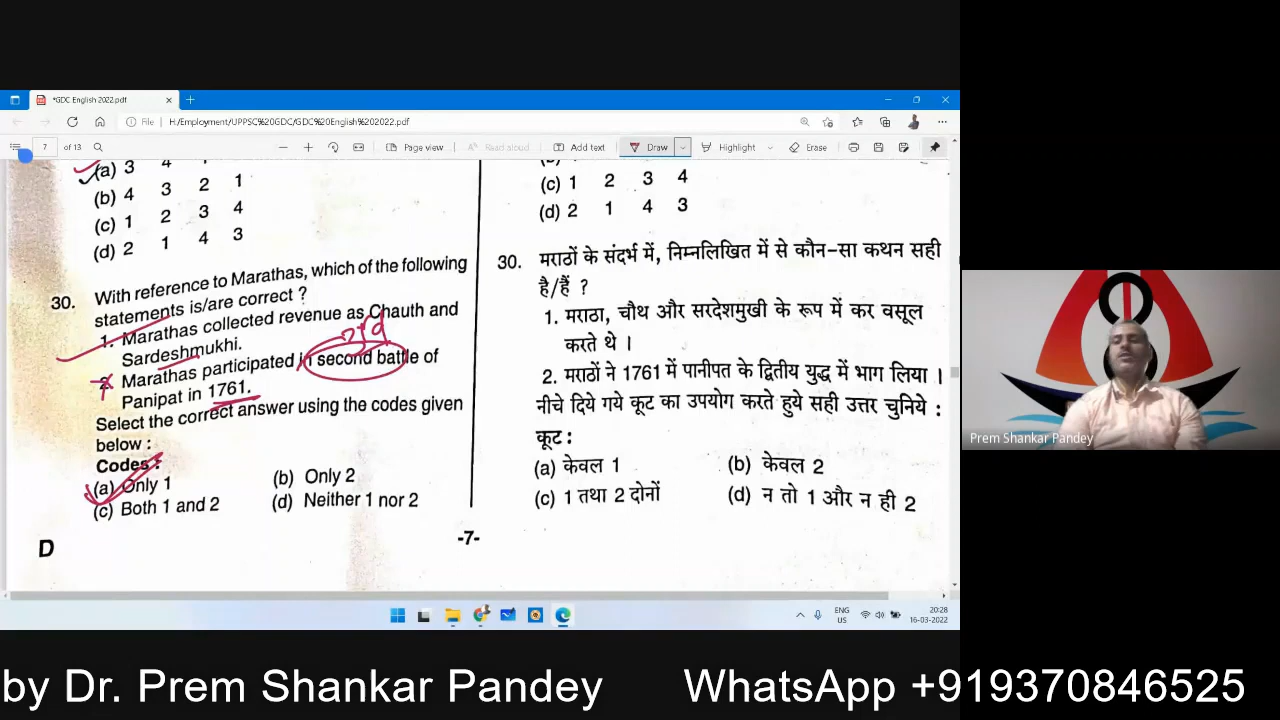 *GDC English 2022.pdf
File
H:/Employment/UPPSC%20GDC/GDC%20English%202022.pdf
7 of 13
Page view
Read aloud
Add text
Draw
Highlight
Erase
(a) 3 4
(b) 4 3 2 1
(c) 1 2 3 4
(d) 2 1 4 3
30. With reference to Marathas, which of the following
statements is/are correct ?
1. Marathas collected revenue as Chauth and
Sardeshmukhi.
3rd
2. Marathas participated in second battle of
Panipat in 1761.
Select the correct answer using the codes given
below :
Codes :
(a) Only 1 (b) Only 2
(c) Both 1 and 2 (d) Neither 1 nor 2
D
-7-
(c) 1 2 3 4
(d) 2 1 4 3
30. मराठों के संदर्भ में, निम्नलिखित में से कौन-सा कथन सही
है/हैं ?
1. मराठा, चौथ और सरदेशमुखी के रूप में कर वसूल
करते थे ।
2. मराठों ने 1761 में पानीपत के द्वितीय युद्ध में भाग लिया ।
नीचे दिये गये कूट का उपयोग करते हुये सही उत्तर चुनिये :
कूट :
(a) केवल 1 (b) केवल 2
(c) 1 तथा 2 दोनों (d) न तो 1 और न ही 2
Prem Shankar Pandey
ENG
US
20:28
16-03-2022
by Dr. Prem Shankar Pandey WhatsApp +919370846525